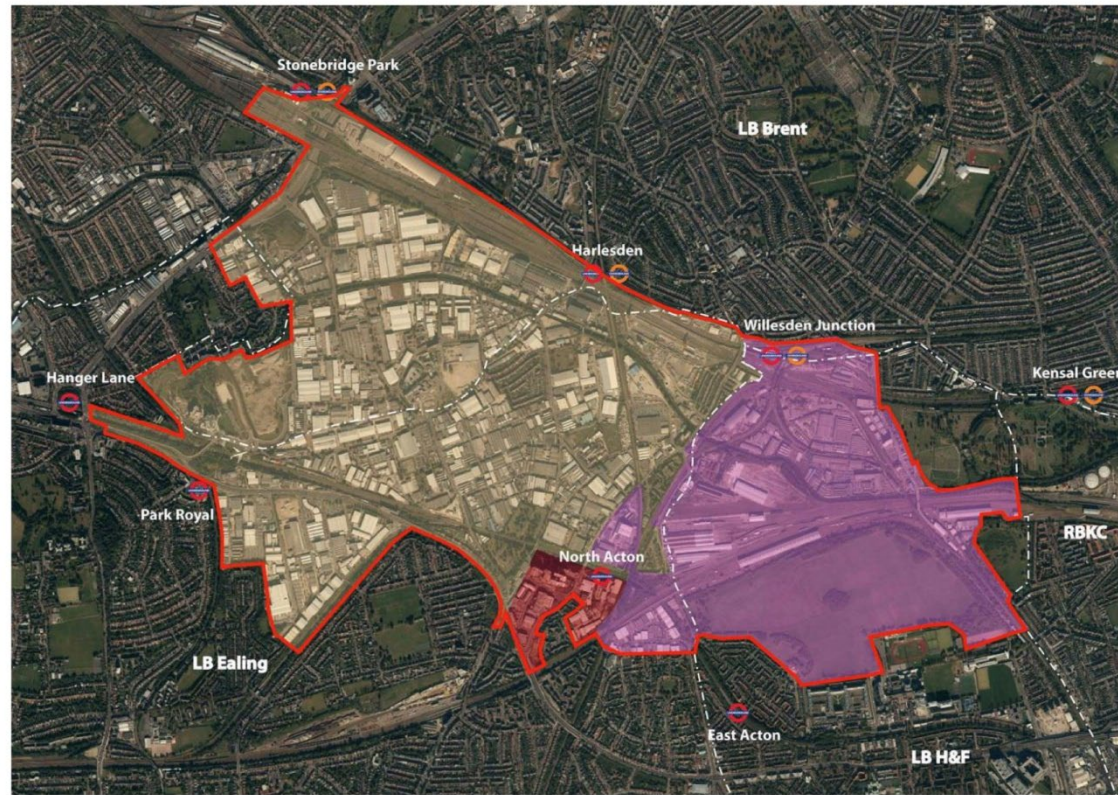 Stonebridge Park
LB Brent
Harlesden
Willesden Junction
Hanger Lane
Kensal Green
Park Royal
RBKC
North Acton
LB Ealing
East Acton
LB H&F